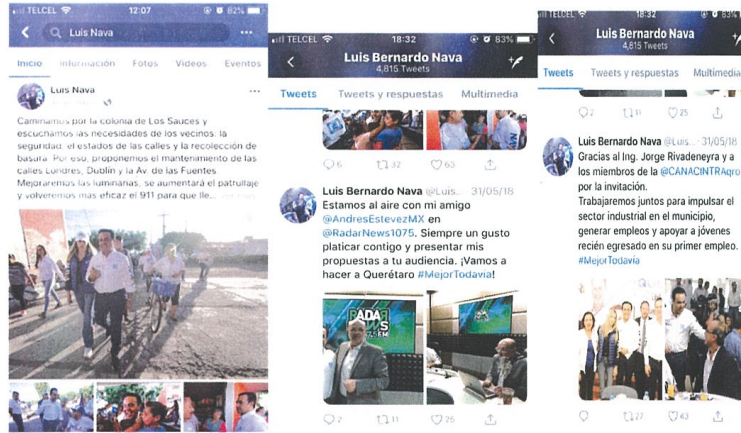 TELCEL 12:07 82%
Luis Nava
Inicio Información Fotos Videos Eventos
Luis Nava
Caminamos por la colonia de Los Sauces y
escuchamos las necesidades de los vecinos: la
seguridad, el estados de las calles y la recolección de
basura. Por eso, proponemos el mantenimiento de las
calles Londres, Dublín y la Av. de las Fuentes.
Mejoraremos las luminarias, se aumentará el patrullaje
y volveremos mas eficaz el 911 para que lle...
TELCEL 18:32 83%
Luis Bernardo Nava
4,815 Tweets
Tweets Tweets y respuestas Multimedia
6 32 63
Luis Bernardo Nava @Luis... 31/05/18
Estamos al aire con mi amigo
@AndresEstevezMX en
@RadarNews1075. Siempre un gusto
platicar contigo y presentar mis
propuestas a tu audiencia. ¡Vamos a
hacer a Querétaro #MejorTodavía!
RADAR
NEWS
2 11 25
TELCEL 18:32 83%
Luis Bernardo Nava
4,815 Tweets
Tweets Tweets y respuestas Multimedia
2 11 25
Luis Bernardo Nava @Luis... 31/05/18
Gracias al Ing. Jorge Rivadeneyra y a
los miembros de la @CANACINTRAqro
por la invitación.
Trabajaremos juntos para impulsar el
sector industrial en el municipio,
generar empleos y apoyar a jóvenes
recién egresado en su primer empleo.
#MejorTodavía
27 63